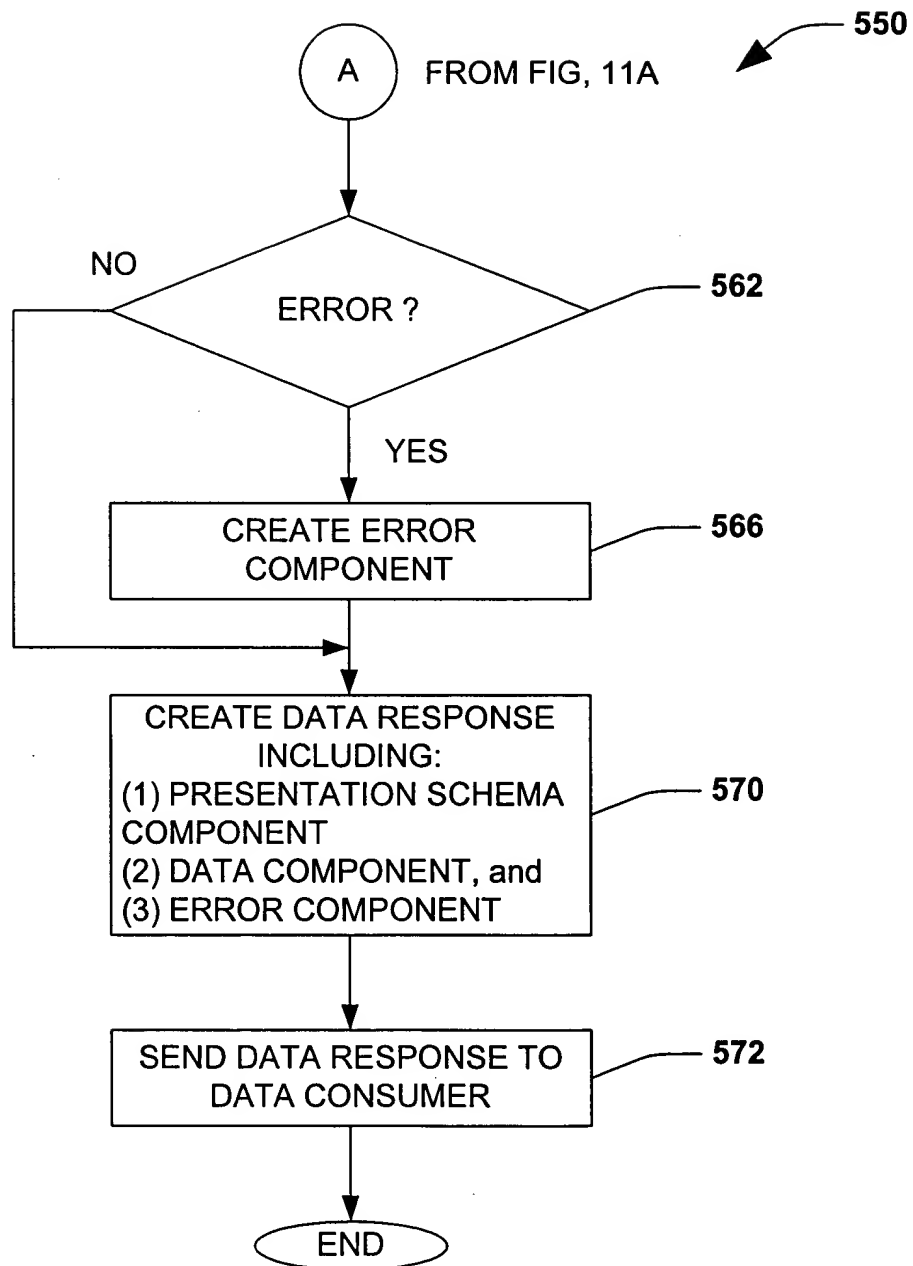 550
A
FROM FIG, 11A
NO
562
ERROR ?
YES
CREATE ERROR
COMPONENT
566
CREATE DATA RESPONSE
INCLUDING:
(1) PRESENTATION SCHEMA
COMPONENT
(2) DATA COMPONENT, and
(3) ERROR COMPONENT
570
SEND DATA RESPONSE TO
DATA CONSUMER
572
END